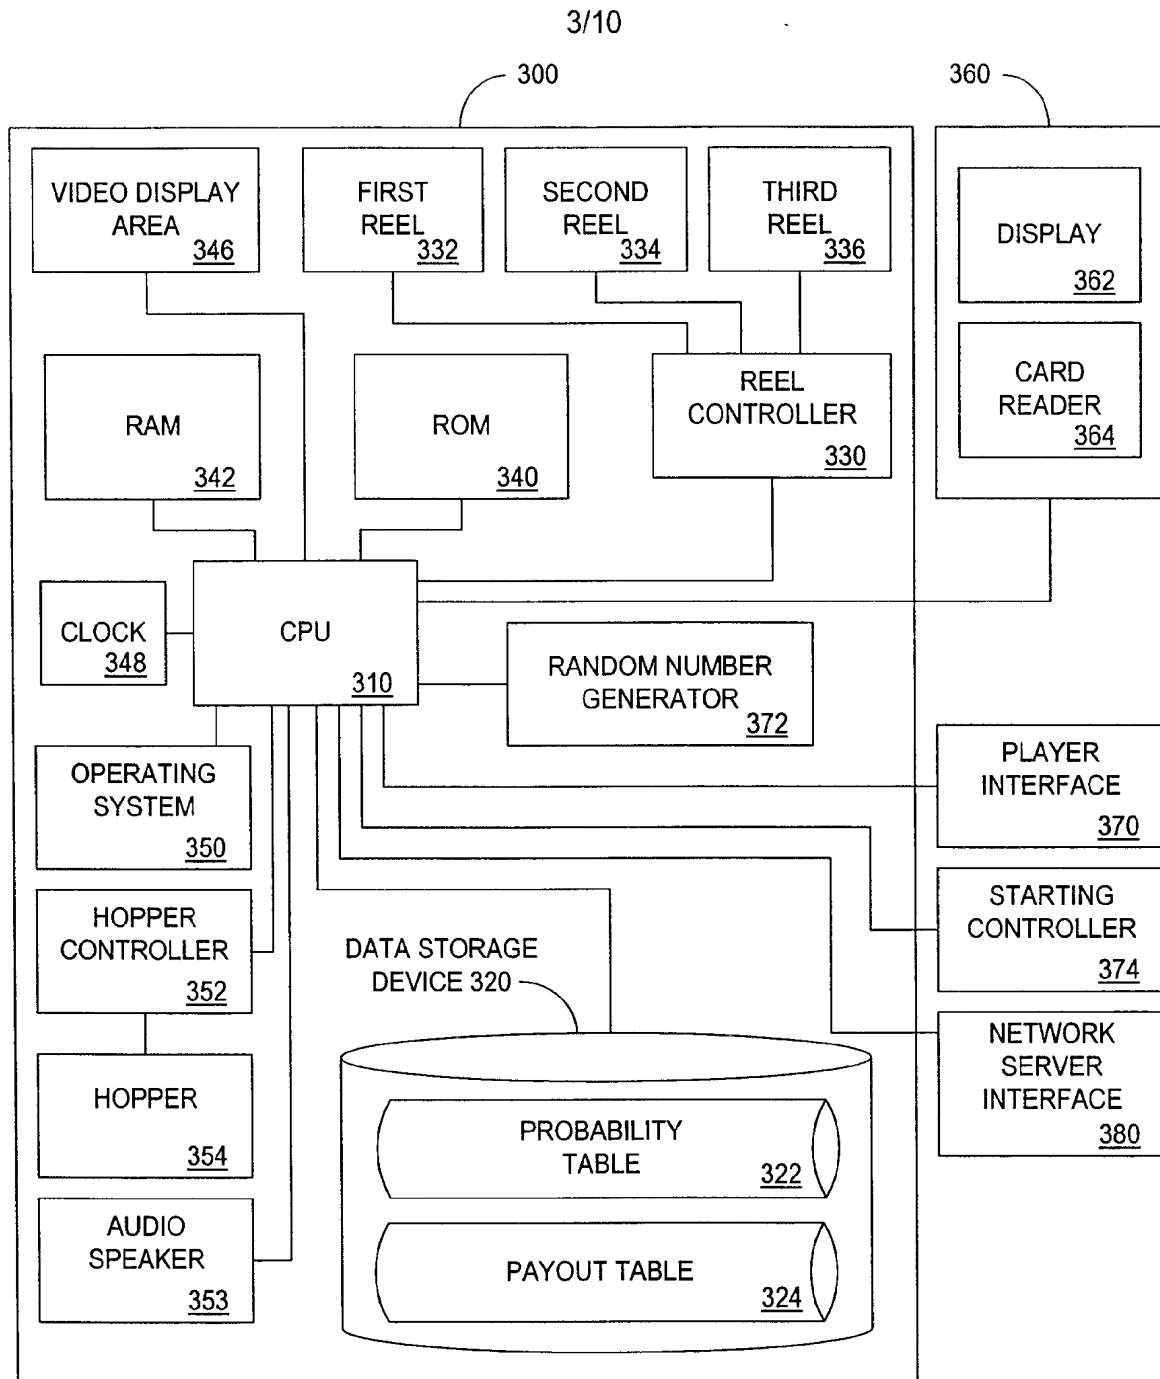 3/10
300
360
VIDEO DISPLAY
AREA
346
FIRST
REEL
332
SECOND
REEL
334
THIRD
REEL
336
DISPLAY
362
CARD
READER
364
RAM
342
ROM
340
REEL
CONTROLLER
330
CLOCK
348
CPU
310
RANDOM NUMBER
GENERATOR
372
OPERATING
SYSTEM
350
PLAYER
INTERFACE
370
HOPPER
CONTROLLER
352
STARTING
CONTROLLER
374
DATA STORAGE
DEVICE 320
NETWORK
SERVER
INTERFACE
380
HOPPER
354
PROBABILITY
TABLE
322
AUDIO
SPEAKER
353
PAYOUT TABLE
324